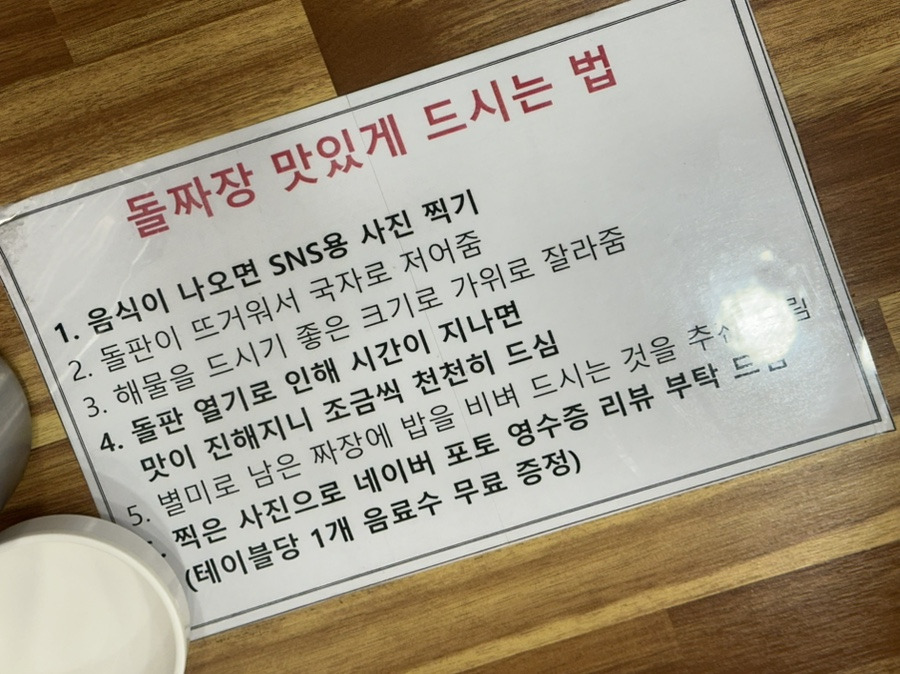 돌짜장 맛있게 드시는 법
1. 음식이 나오면 SNS용 사진 찍기
2. 돌판이 뜨거워서 국자로 저어줌
3. 해물을 드시기 좋은 크기로 가위로 잘라줌
4. 돌판 열기로 인해 시간이 지나면
맛이 진해지니 조금씩 천천히 드심
5. 별미로 남은 짜장에 밥을 비벼 드시는 것을
찍은 사진으로 네이버 포토 영수증 리뷰 부탁
(테이블당 1개 음료수 무료 증정)